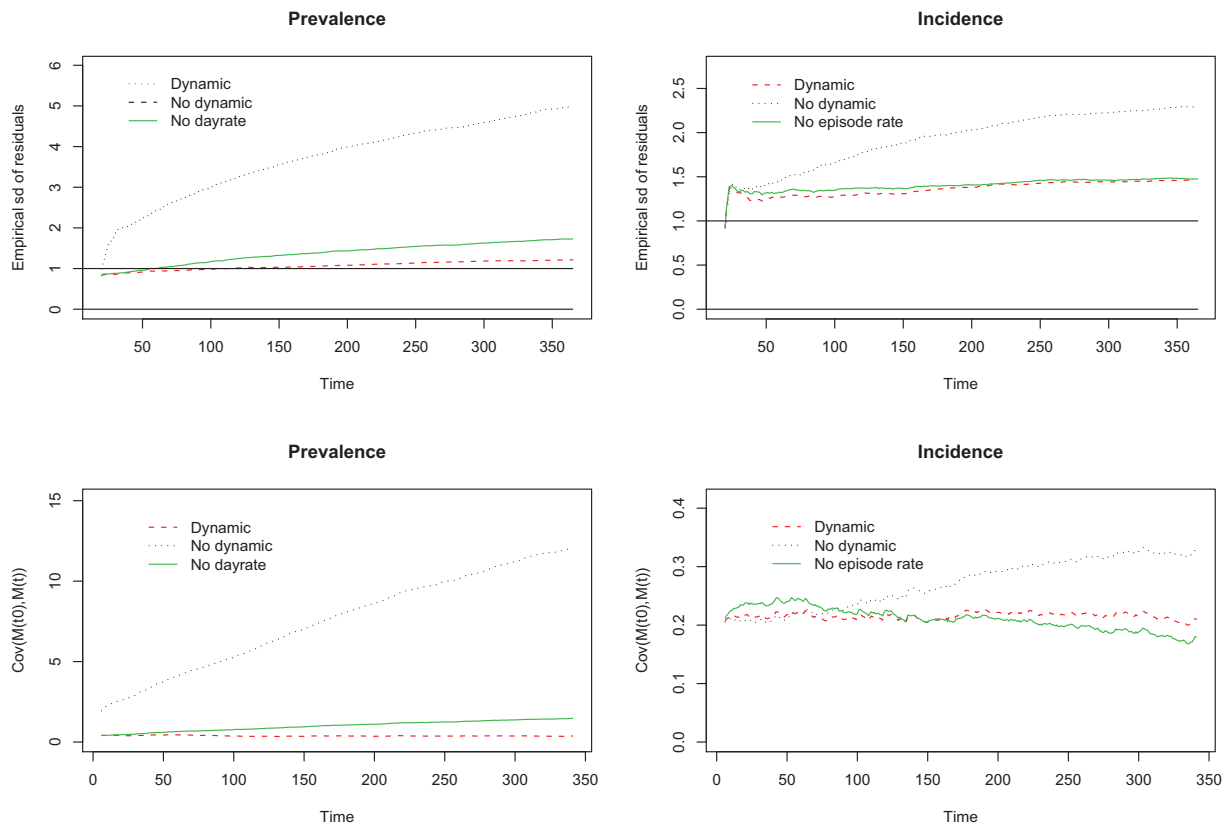 Prevalence
Empirical sd of residuals
6
5
4
3
2
1
0
Dynamic
No dynamic
No dayrate
50 100 150 200 250 300 350
Time
Incidence
Empirical sd of residuals
2.5
2.0
1.5
1.0
0.5
0.0
Dynamic
No dynamic
No episode rate
50 100 150 200 250 300 350
Time
Prevalence
Cov(M(t0),M(t))
15
10
5
0
Dynamic
No dynamic
No dayrate
0 50 100 150 200 250 300 350
Time
Incidence
Cov(M(t0),M(t))
0.4
0.3
0.2
0.1
0.0
Dynamic
No dynamic
No episode rate
0 50 100 150 200 250 300 350
Time